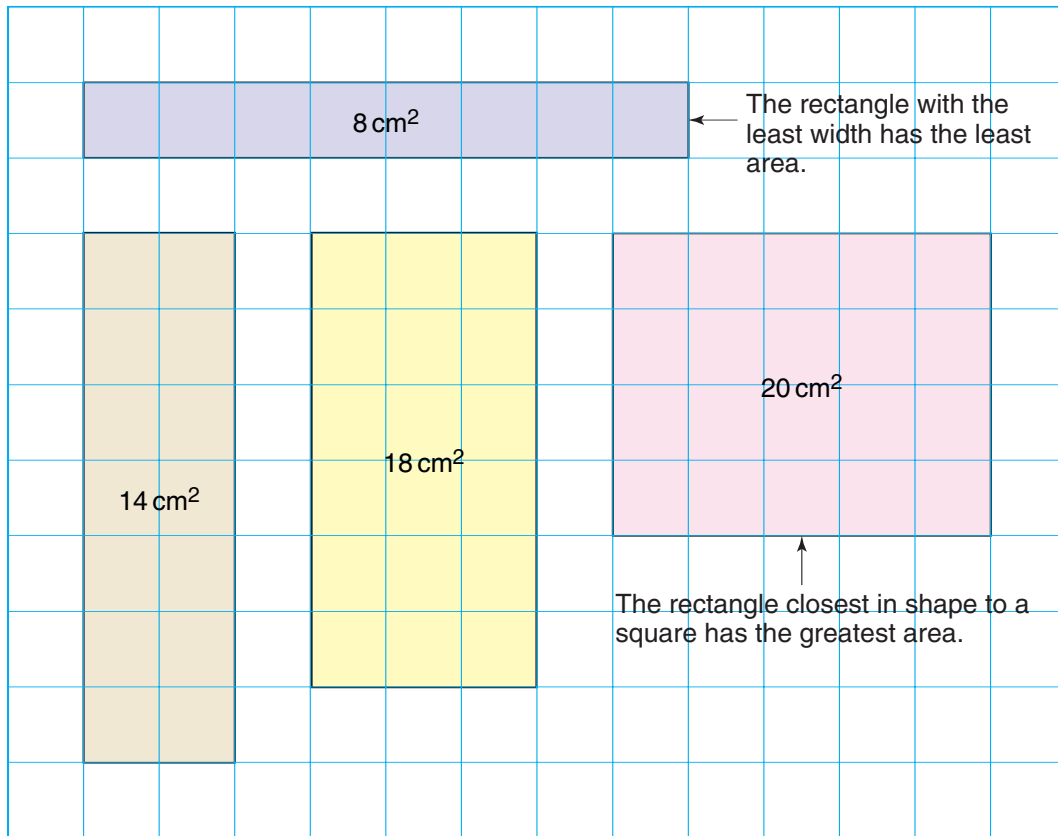 8 cm²
The rectangle with the
least width has the least
area.
14 cm²
18 cm²
20 cm²
The rectangle closest in shape to a
square has the greatest area.